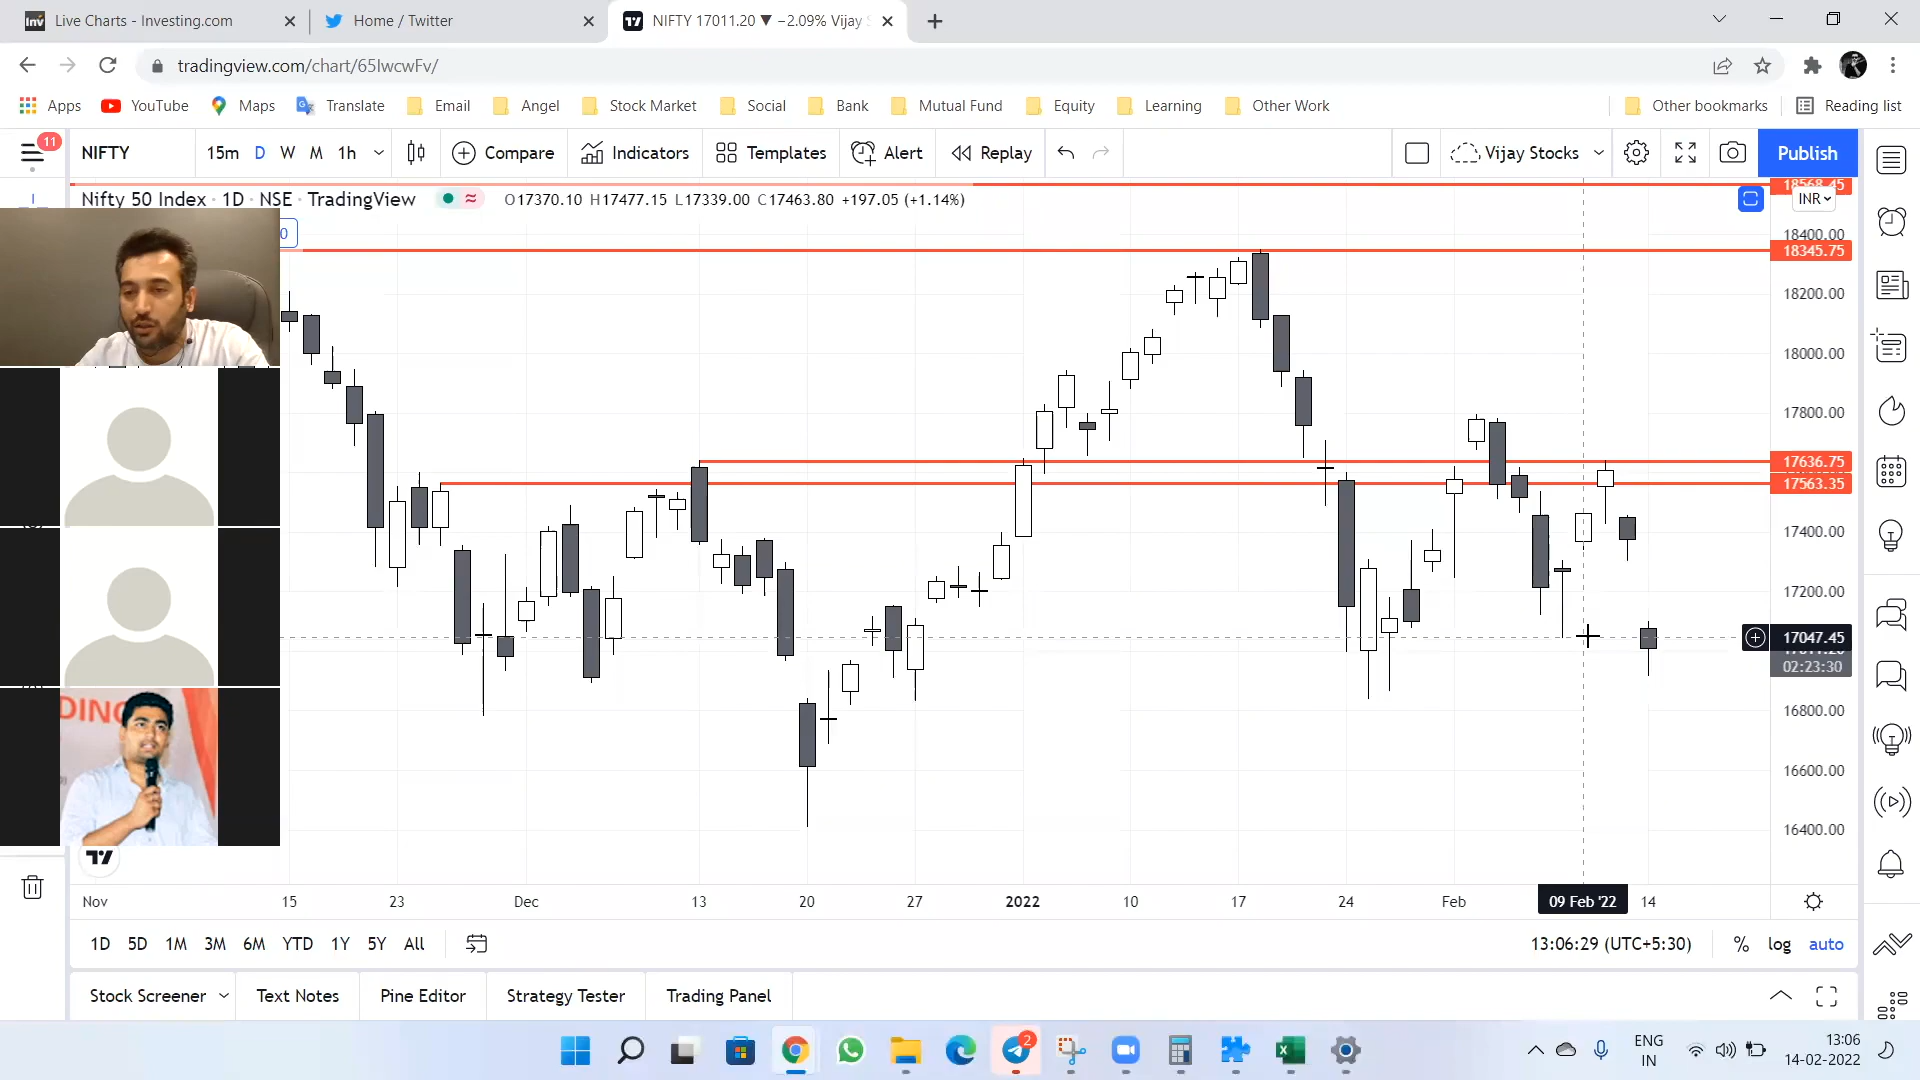 Live Charts - Investing.com
Home / Twitter
NIFTY 17011.20 ▼ −2.09% Vijay S
tradingview.com/chart/65lwcwFv/
Apps YouTube Maps Translate Email Angel Stock Market Social Bank Mutual Fund Equity Learning Other Work Other bookmarks Reading list
11 NIFTY 15m D W M 1h Compare Indicators Templates Alert Replay Vijay Stocks Publish
Nifty 50 Index · 1D · NSE · TradingView O17370.10 H17477.15 L17339.00 C17463.80 +197.05 (+1.14%)
18568.45
INR
0
18400.00
18345.75
18200.00
18000.00
17800.00
17636.75
17563.35
17400.00
17200.00
17047.45
02:23:30
16800.00
16600.00
16400.00
DING
Nov 15 23 Dec 13 20 27 2022 10 17 24 Feb 09 Feb '22 14
1D 5D 1M 3M 6M YTD 1Y 5Y All 13:06:29 (UTC+5:30) % log auto
Stock Screener Text Notes Pine Editor Strategy Tester Trading Panel
2
ENG
IN
13:06
14-02-2022